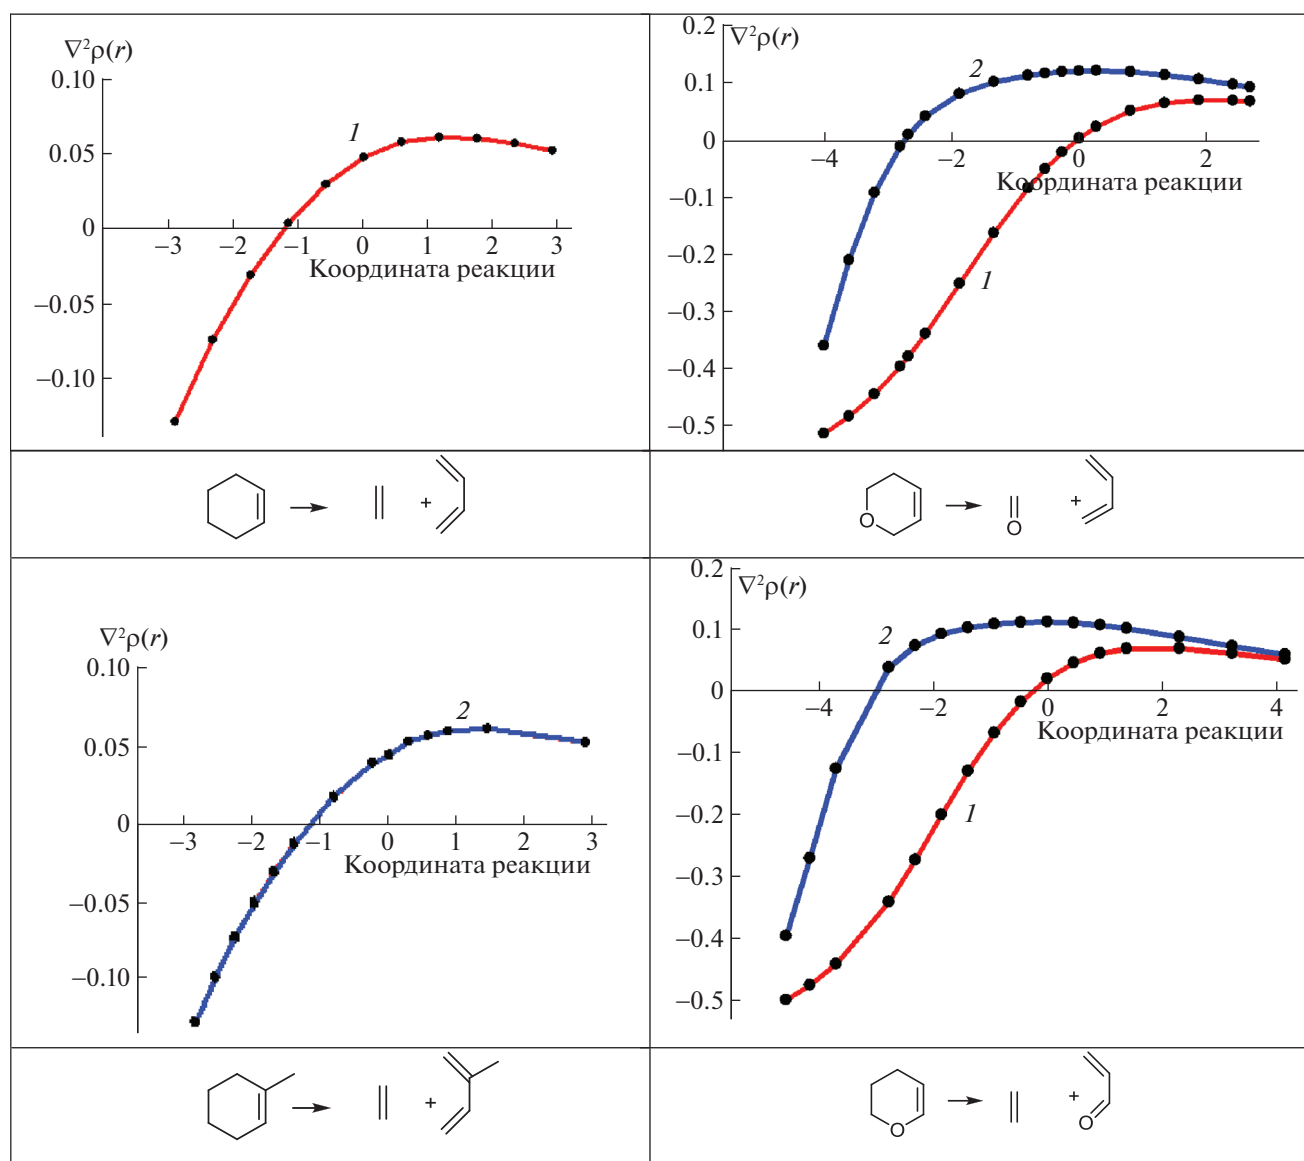 ∇²ρ(r)
0.10
1
0.05
0
–3 –2 –1 0 1 2 3
Координата реакции
–0.05
–0.10
0.2
∇²ρ(r)
2
0.1
0
–4 –2 0 2
Координата реакции
–0.1
–0.2
1
–0.3
–0.4
–0.5
+
O
O
+
∇²ρ(r)
0.10
2
0.05
0
–3 –2 –1 0 1 2 3
Координата реакции
–0.05
–0.10
0.2
∇²ρ(r)
0.1
2
0
–4 –2 0 2 4
Координата реакции
–0.1
–0.2
1
–0.3
–0.4
–0.5
+
O
+
O